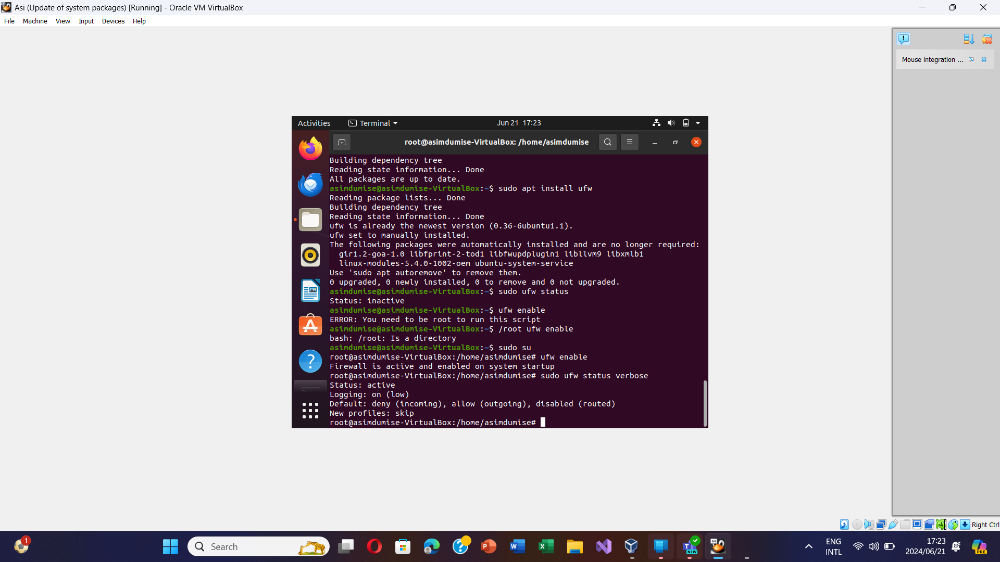 Asi (Update of system packages) [Running] - Oracle VM VirtualBox
File Machine View Input Devices Help
Mouse integration ...
Activities Terminal Jun 21 17:23
root@asimdumise-VirtualBox: /home/asimdumise
Building dependency tree
Reading state information... Done
All packages are up to date.
asimdumise@asimdumise-VirtualBox:~$ sudo apt install ufw
Reading package lists... Done
Building dependency tree
Reading state information... Done
ufw is already the newest version (0.36-6ubuntu1.1).
ufw set to manually installed.
The following packages were automatically installed and are no longer required:
  gir1.2-goa-1.0 libfprint-2-tod1 libfwupdplugin1 libllvm9 libxmlb1
  linux-modules-5.4.0-1002-oem ubuntu-system-service
Use 'sudo apt autoremove' to remove them.
0 upgraded, 0 newly installed, 0 to remove and 0 not upgraded.
asimdumise@asimdumise-VirtualBox:~$ sudo ufw status
Status: inactive
asimdumise@asimdumise-VirtualBox:~$ ufw enable
ERROR: You need to be root to run this script
asimdumise@asimdumise-VirtualBox:~$ /root ufw enable
bash: /root: Is a directory
asimdumise@asimdumise-VirtualBox:~$ sudo su
root@asimdumise-VirtualBox:/home/asimdumise# ufw enable
Firewall is active and enabled on system startup
root@asimdumise-VirtualBox:/home/asimdumise# sudo ufw status verbose
Status: active
Logging: on (low)
Default: deny (incoming), allow (outgoing), disabled (routed)
New profiles: skip
root@asimdumise-VirtualBox:/home/asimdumise#
Right Ctrl
1
Search
NEW
64
ENG
INTL
17:23
2024/06/21
PRE